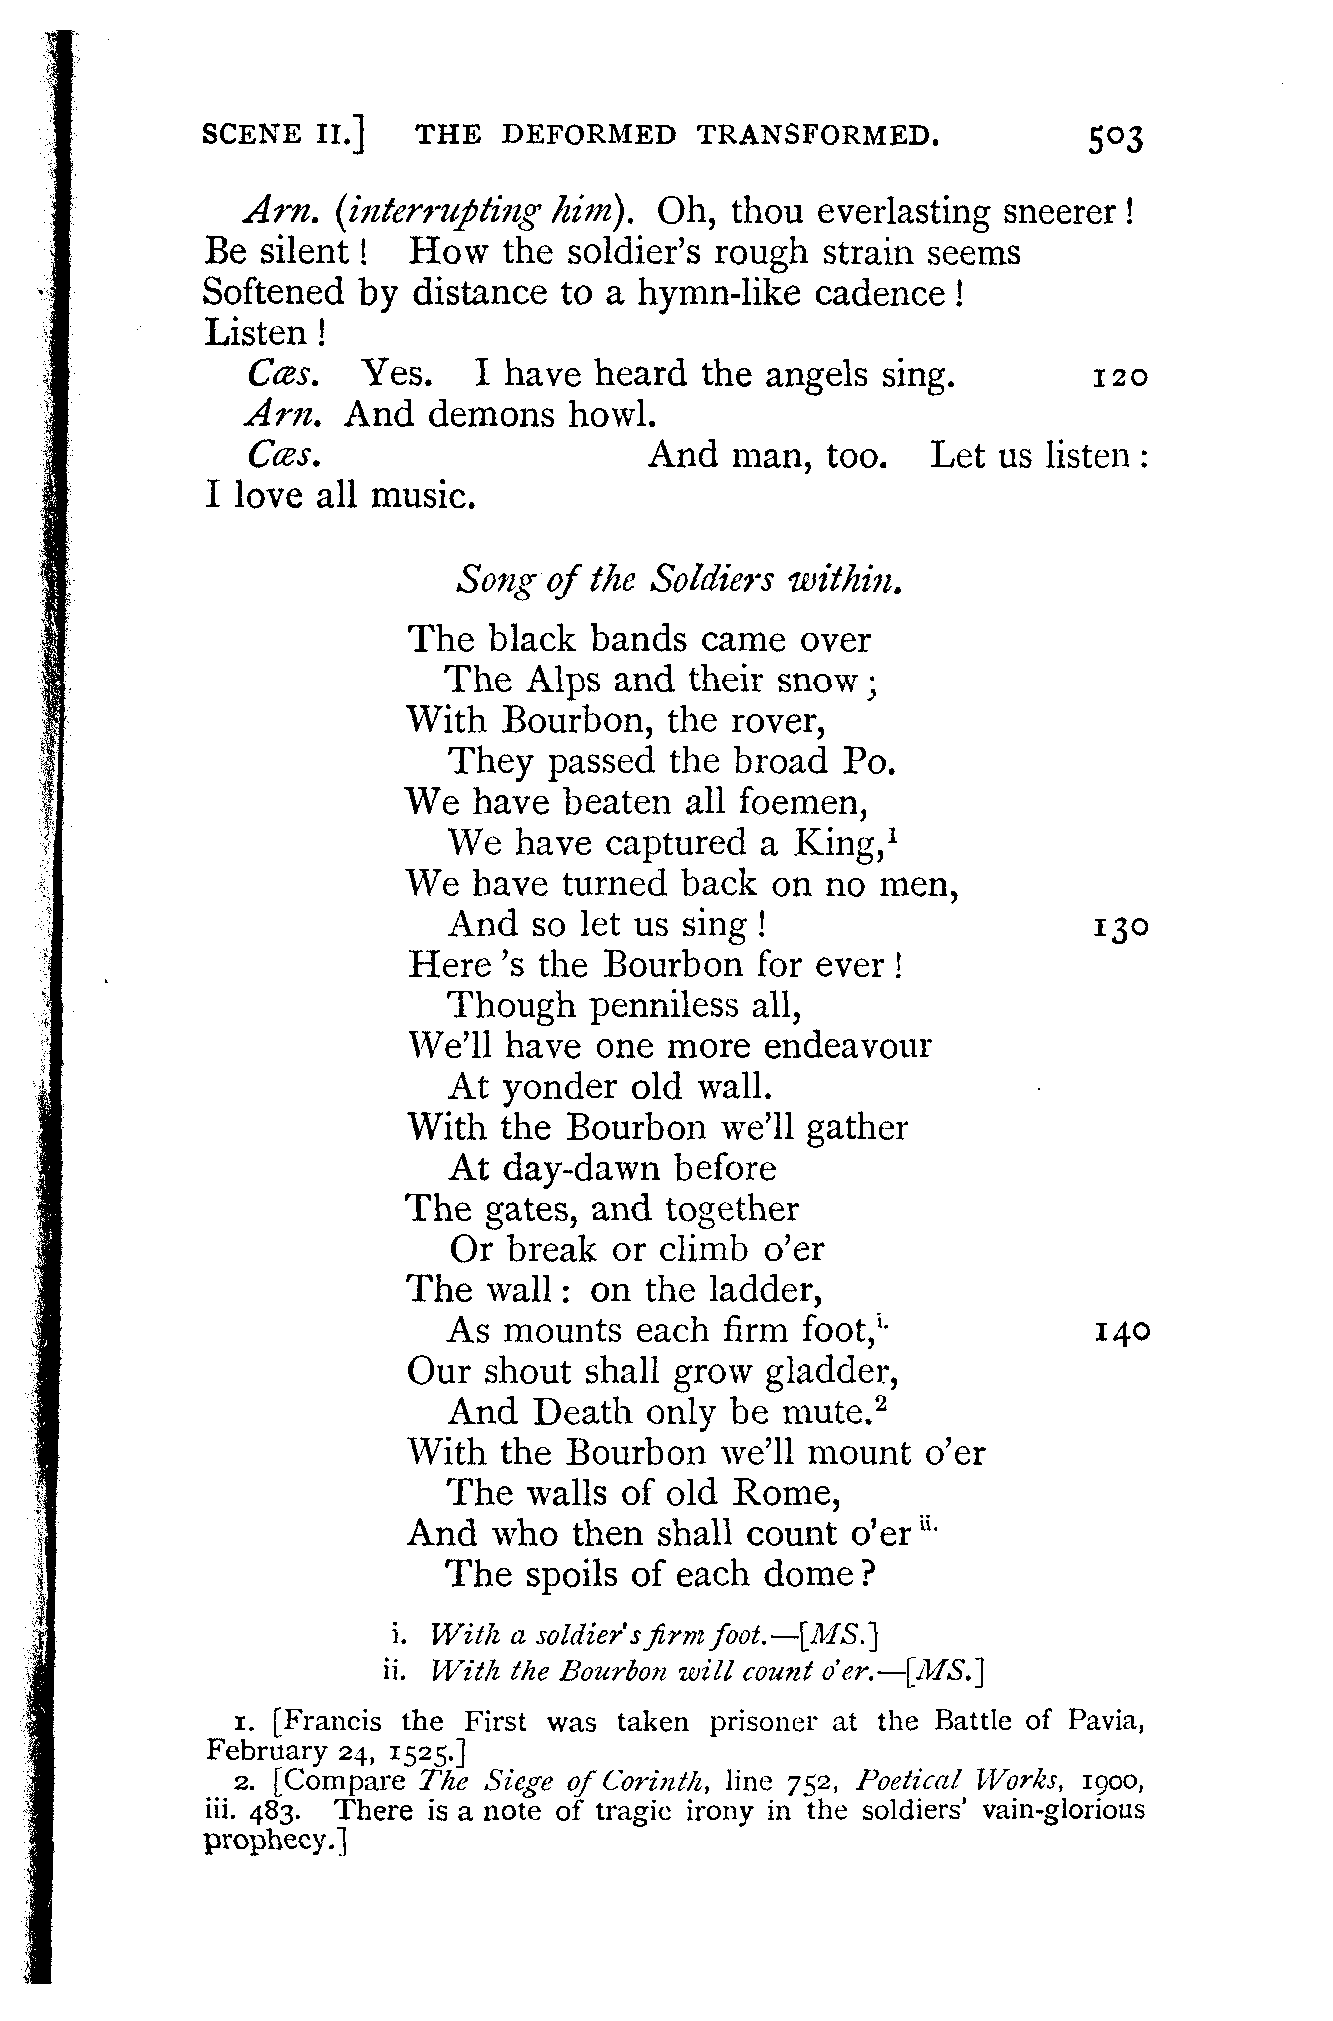 SCENE II.] THE DEFORMED TRANSFORMED. 503
Arn. (interrupting him). Oh, thou everlasting sneerer!
Be silent! How the soldier's rough strain seems
Softened by distance to a hymn-like cadence!
Listen!
Cæs. Yes. I have heard the angels sing. 120
Arn. And demons howl.
Cæs. And man, too. Let us listen:
I love all music.
Song of the Soldiers within.
The black bands came over
The Alps and their snow;
With Bourbon, the rover,
They passed the broad Po.
We have beaten all foemen,
We have captured a King,¹
We have turned back on no men,
And so let us sing! 130
Here's the Bourbon for ever!
Though penniless all,
We'll have one more endeavour
At yonder old wall.
With the Bourbon we'll gather
At day-dawn before
The gates, and together
Or break or climb o'er
The wall: on the ladder,
As mounts each firm foot,i. 140
Our shout shall grow gladder,
And Death only be mute.²
With the Bourbon we'll mount o'er
The walls of old Rome,
And who then shall count o'er ii.
The spoils of each dome?
i. With a soldier's firm foot.—[MS.]
ii. With the Bourbon will count o'er.—[MS.]
1. [Francis the First was taken prisoner at the Battle of Pavia,
February 24, 1525.]
2. [Compare The Siege of Corinth, line 752, Poetical Works, 1900,
iii. 483. There is a note of tragic irony in the soldiers' vain-glorious
prophecy.]